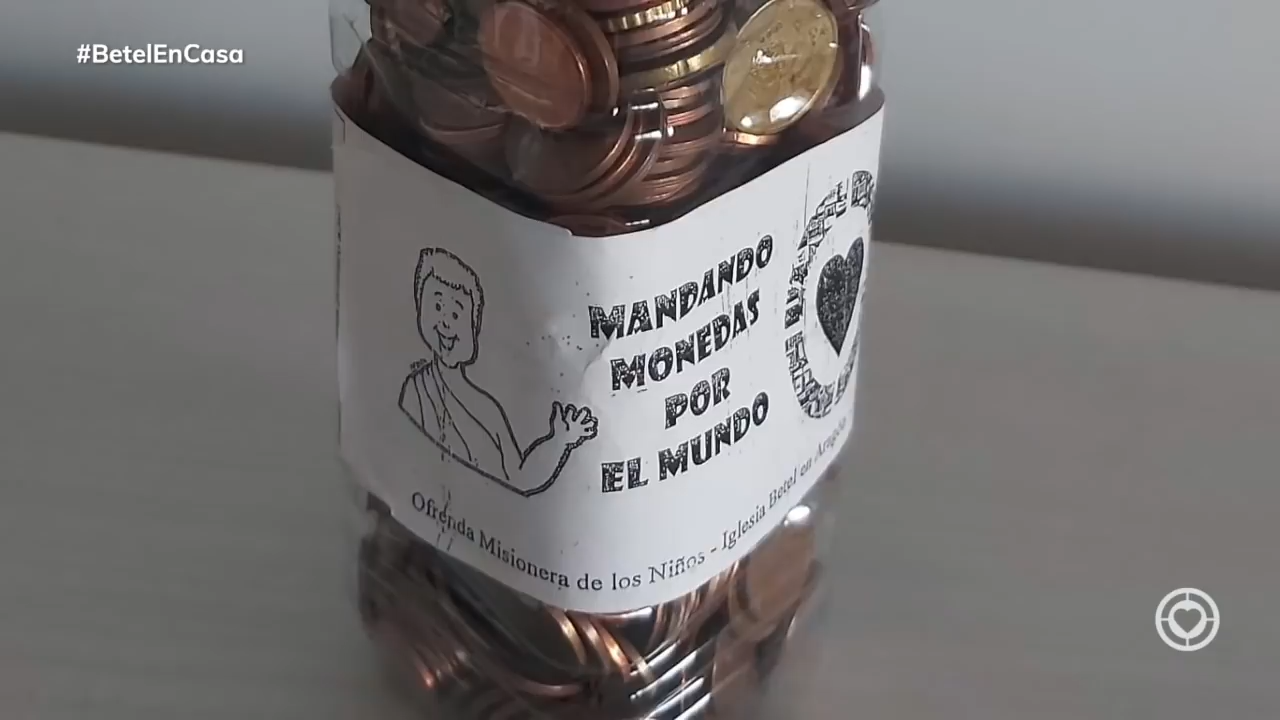 #BetelEnCasa
MANDANDO
MONEDAS
POR
EL MUNDO
Ofrenda Misionera de los Niños - Iglesia Betel en Aragón